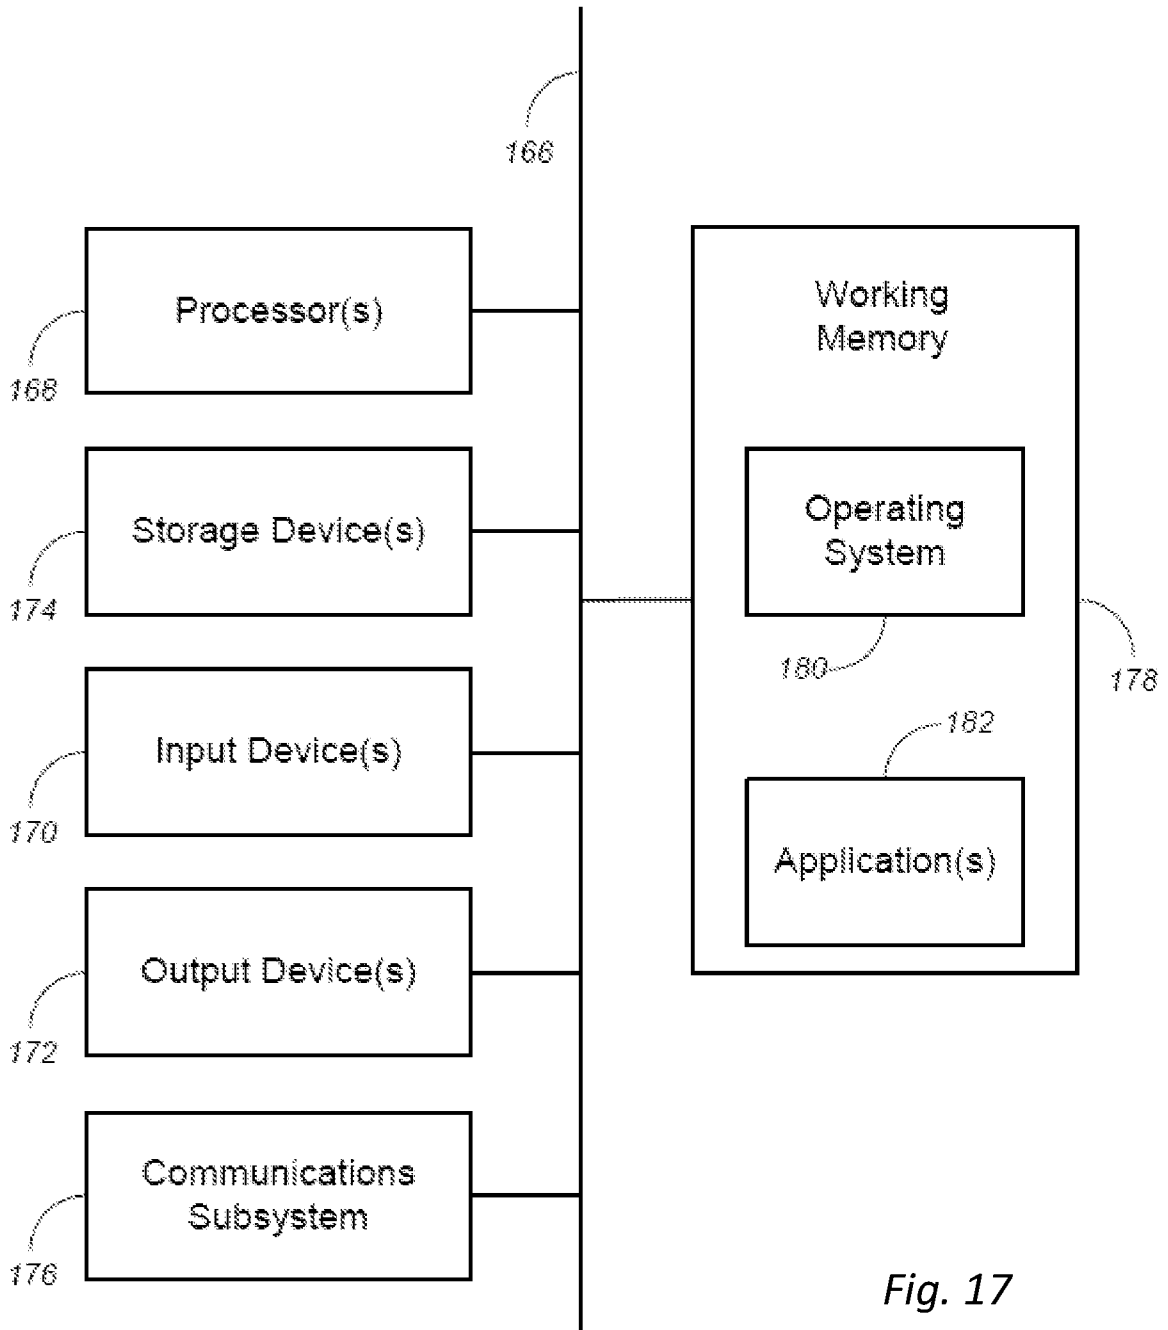 166
Processor(s)
168
Storage Device(s)
174
Input Device(s)
170
Output Device(s)
172
Communications
Subsystem
176
Working
Memory
Operating
System
180
178
182
Application(s)
Fig. 17